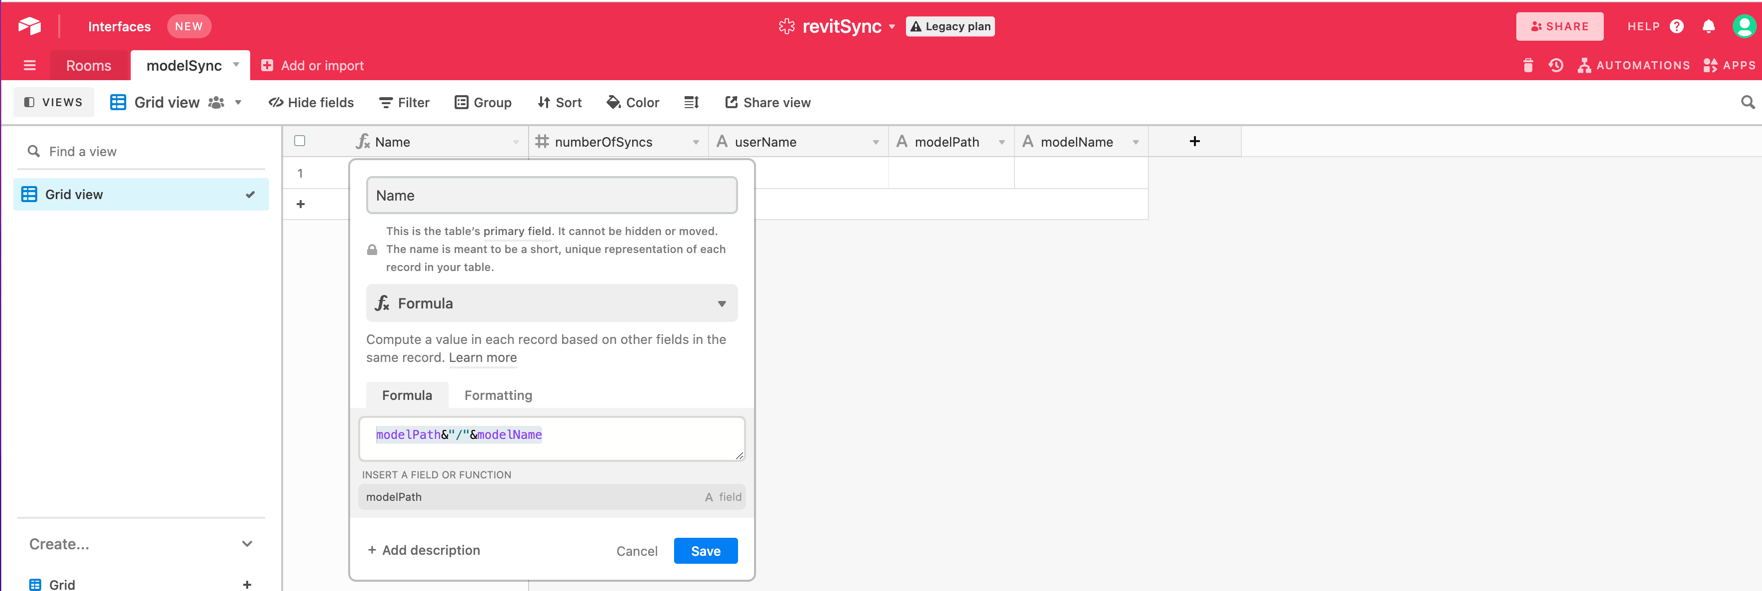 Interfaces NEW revitSync Legacy plan SHARE HELP ?
Rooms modelSync Add or import AUTOMATIONS APPS
VIEWS Grid view Hide fields Filter Group Sort Color Share view
Find a view
Grid view
Name numberOfSyncs userName modelPath modelName +
1
+
Name
This is the table's primary field. It cannot be hidden or moved.
The name is meant to be a short, unique representation of each
record in your table.
Formula
Compute a value in each record based on other fields in the
same record. Learn more
Formula Formatting
modelPath&"/"&modelName
INSERT A FIELD OR FUNCTION
modelPath A field
+ Add description Cancel Save
Create...
Grid +